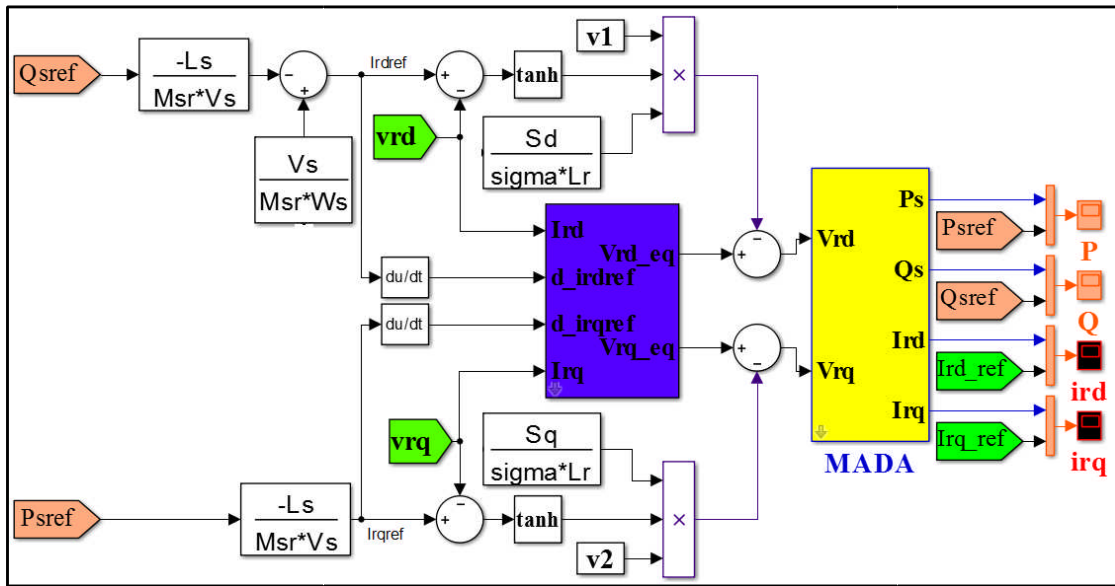 Qsref
-Ls
Msr*Vs
−
+
Irdref
+
−
tanh
v1
×
Vs
Msr*Ws
vrd
Sd
sigma*Lr
Ird
Vrd_eq
d_irdref
d_irqref
Vrq_eq
Irq
du/dt
du/dt
−
+
+
−
Vrd
Vrq
Ps
Qs
Ird
Irq
MADA
Psref
P
Qsref
Q
Ird_ref
ird
Irq_ref
irq
vrq
Sq
sigma*Lr
Psref
-Ls
Msr*Vs
Irqref
−
+
tanh
×
v2